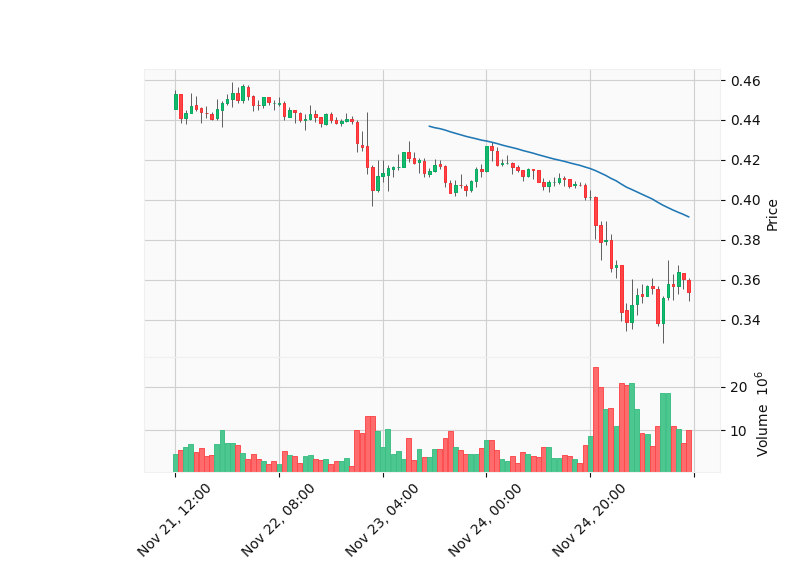 0.46
0.44
0.42
0.40
0.38
0.36
0.34
Price
20
10
Volume 10⁶
Nov 21, 12:00
Nov 22, 08:00
Nov 23, 04:00
Nov 24, 00:00
Nov 24, 20:00